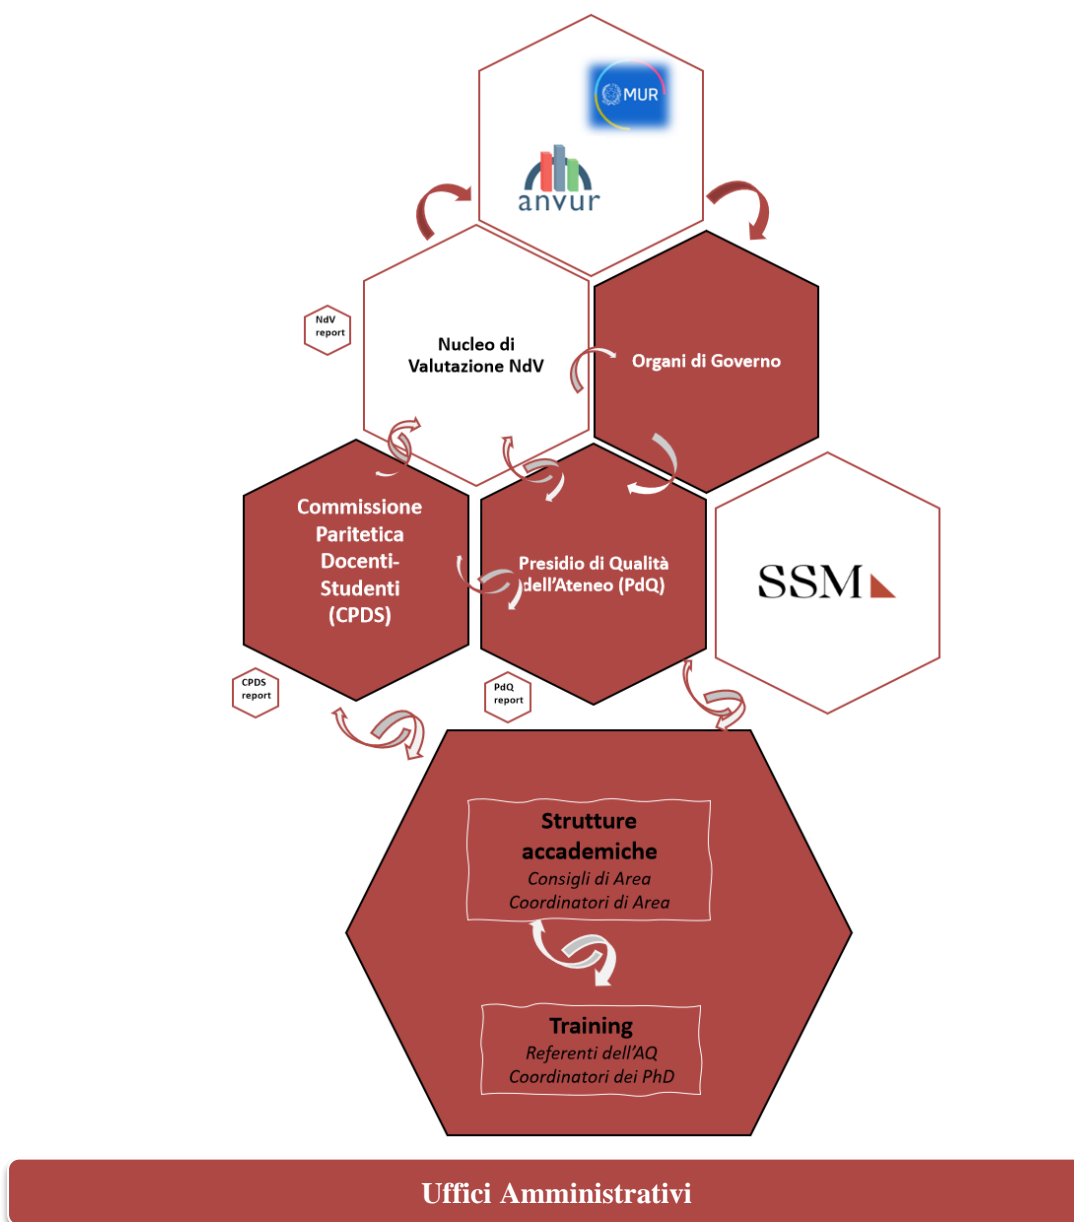 MUR
anvur
NdV
report
Nucleo di
Valutazione NdV
Organi di Governo
Commissione
Paritetica
Docenti-
Studenti
(CPDS)
Presidio di Qualità
dell'Ateneo (PdQ)
SSM
CPDS
report
PdQ
report
Strutture
accademiche
Consigli di Area
Coordinatori di Area
Training
Referenti dell'AQ
Coordinatori dei PhD
Uffici Amministrativi